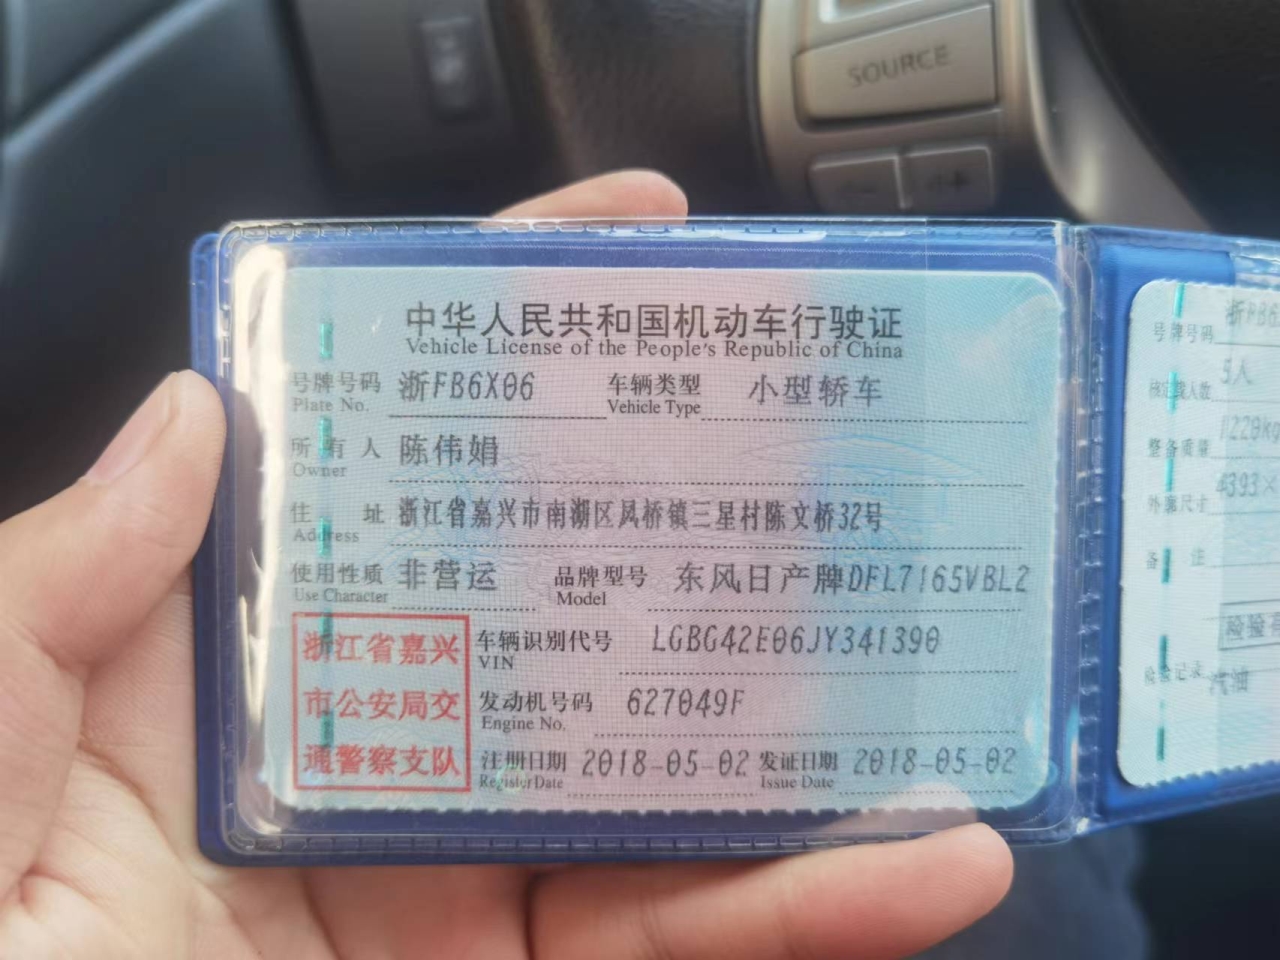 SOURCE
中华人民共和国机动车行驶证
Vehicle License of the People's Republic of China
号牌号码 浙FB6X06 车辆类型 小型轿车
Plate No. Vehicle Type
所有人 陈伟娟
Owner
住址 浙江省嘉兴市南湖区凤桥镇三星村陈文桥32号
Address
使用性质 非营运 品牌型号 东风日产牌DFL7165VBL2
Use Character Model
浙江省嘉兴
市公安局交
通警察支队
车辆识别代号 LGBG42E06JY341390
VIN
发动机号码 627049F
Engine No.
注册日期 2018-05-02 发证日期 2018-05-02
Register Date Issue Date
号牌号码 浙FB6
核定载人数 5人
整备质量 1220kg
外廓尺寸 4393×
备注
检验记录 汽油
检验